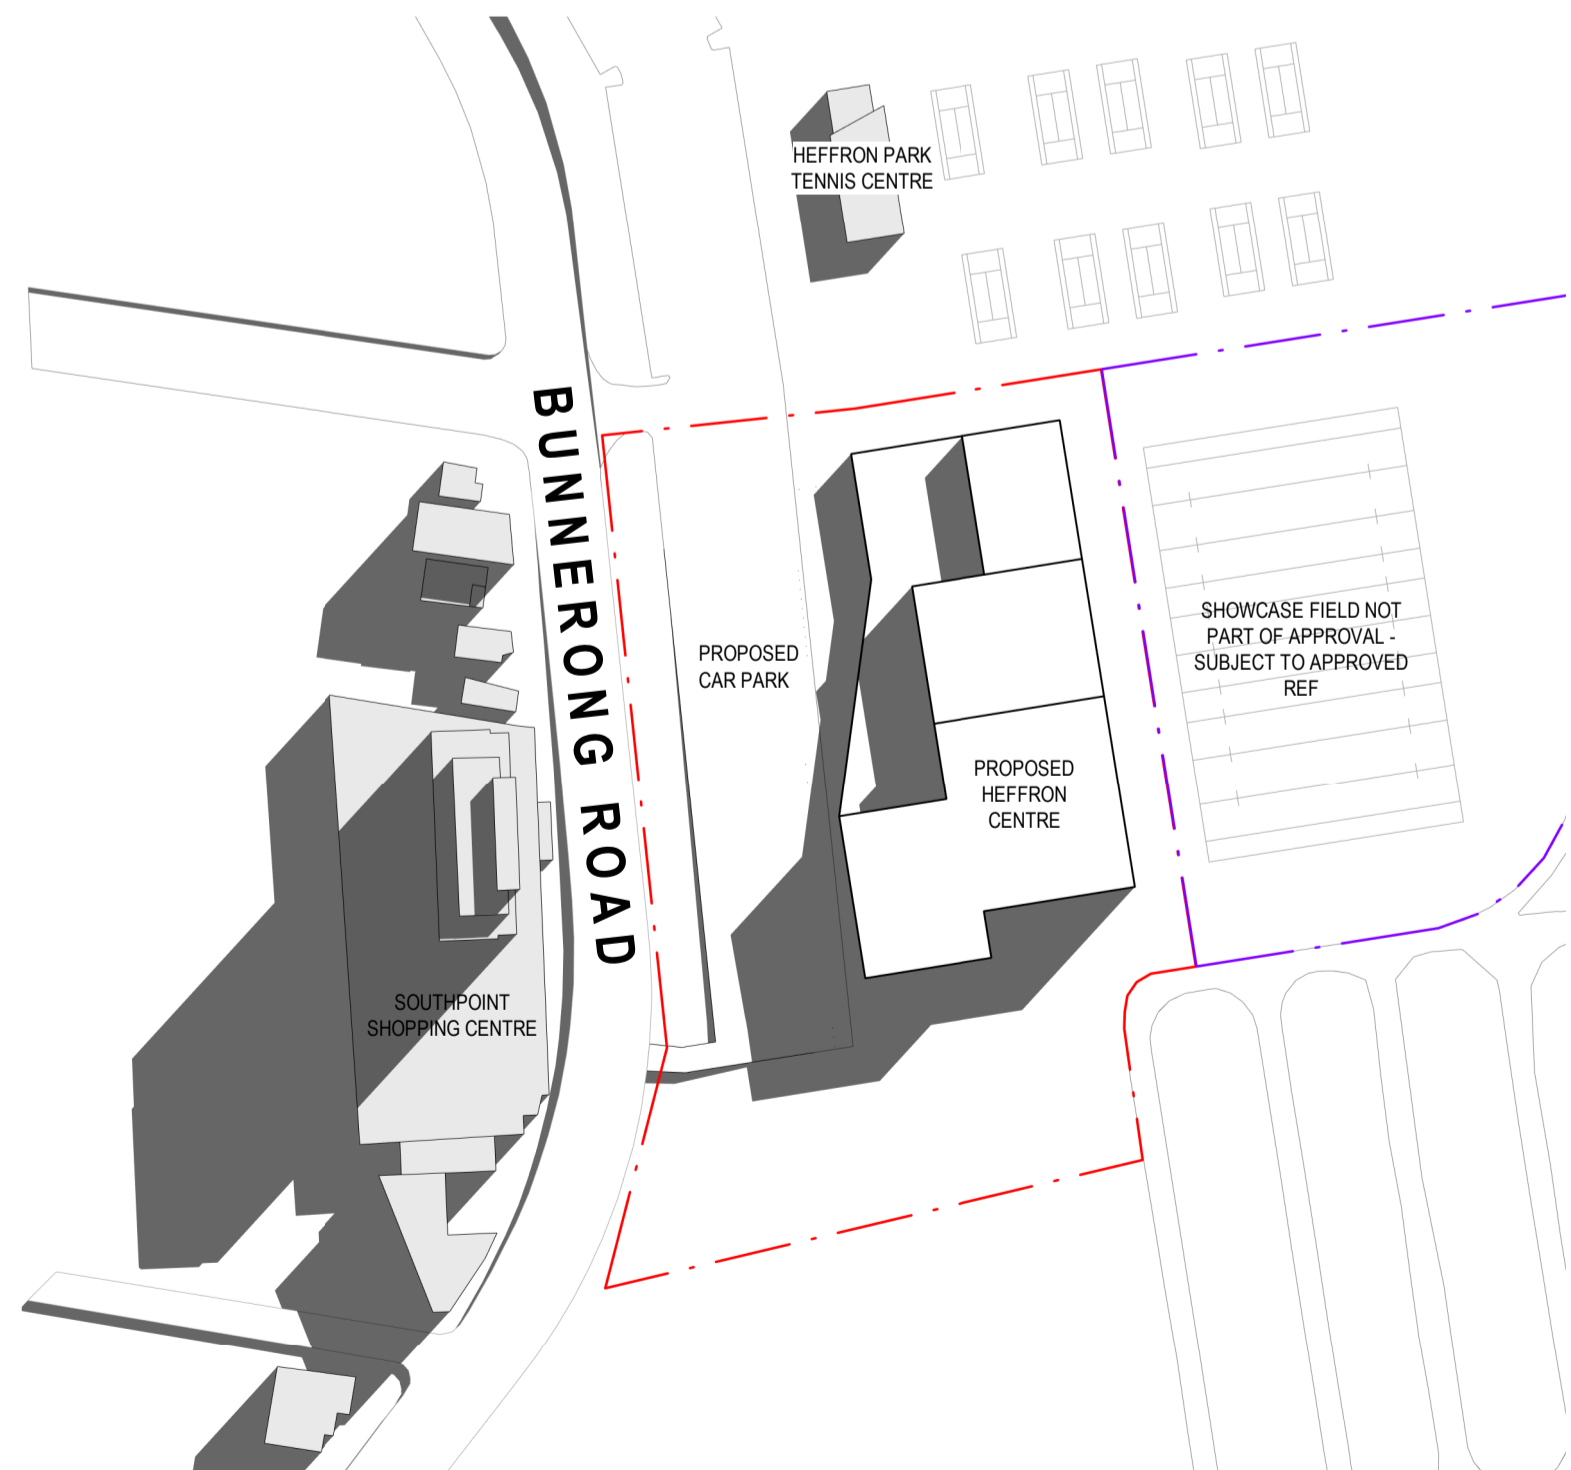 HEFFRON PARK
TENNIS CENTRE
BUNNERONG ROAD
PROPOSED
CAR PARK
SHOWCASE FIELD NOT
PART OF APPROVAL -
SUBJECT TO APPROVED
REF
PROPOSED
HEFFRON
CENTRE
SOUTHPOINT
SHOPPING CENTRE